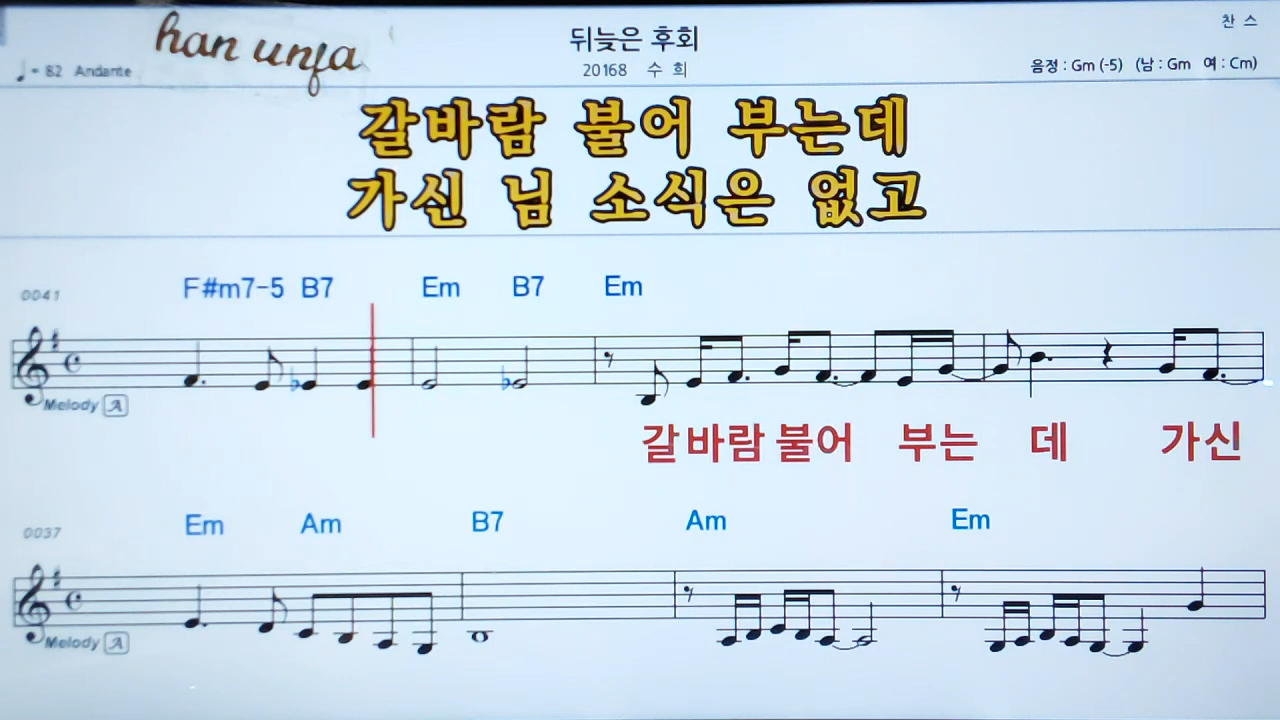 han unja
뒤늦은 후회
찬 스
♩= 82 Andante
20168 수 희
음정 : Gm (-5) (남 : Gm 여 : Cm)
갈바람 불어 부는데
가신 님 소식은 없고
0041 F#m7-5 B7 Em B7 Em
Melody A
갈바람 불어 부는 데 가신
0037 Em Am B7 Am Em
Melody A